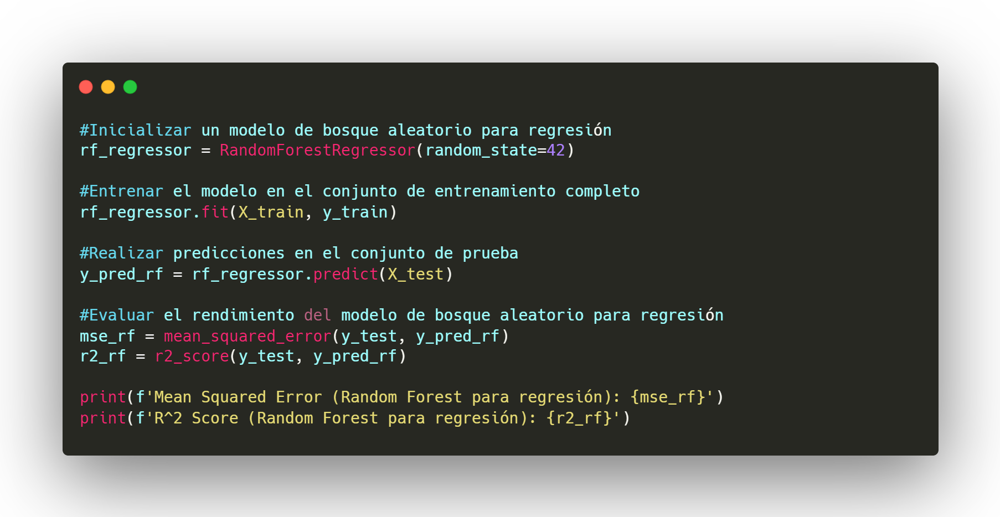 #Inicializar un modelo de bosque aleatorio para regresión
rf_regressor = RandomForestRegressor(random_state=42)
#Entrenar el modelo en el conjunto de entrenamiento completo
rf_regressor.fit(X_train, y_train)
#Realizar predicciones en el conjunto de prueba
y_pred_rf = rf_regressor.predict(X_test)
#Evaluar el rendimiento del modelo de bosque aleatorio para regresión
mse_rf = mean_squared_error(y_test, y_pred_rf)
r2_rf = r2_score(y_test, y_pred_rf)
print(f'Mean Squared Error (Random Forest para regresión): {mse_rf}')
print(f'R^2 Score (Random Forest para regresión): {r2_rf}')